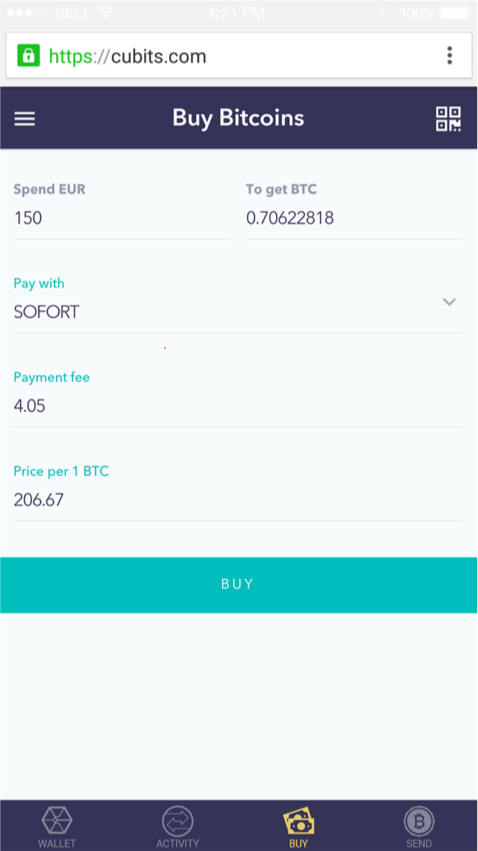 BELL 4:21 PM 100%
https://cubits.com
Buy Bitcoins
Spend EUR To get BTC
150 0.70622818
Pay with
SOFORT
Payment fee
4.05
Price per 1 BTC
206.67
BUY
WALLET ACTIVITY BUY SEND